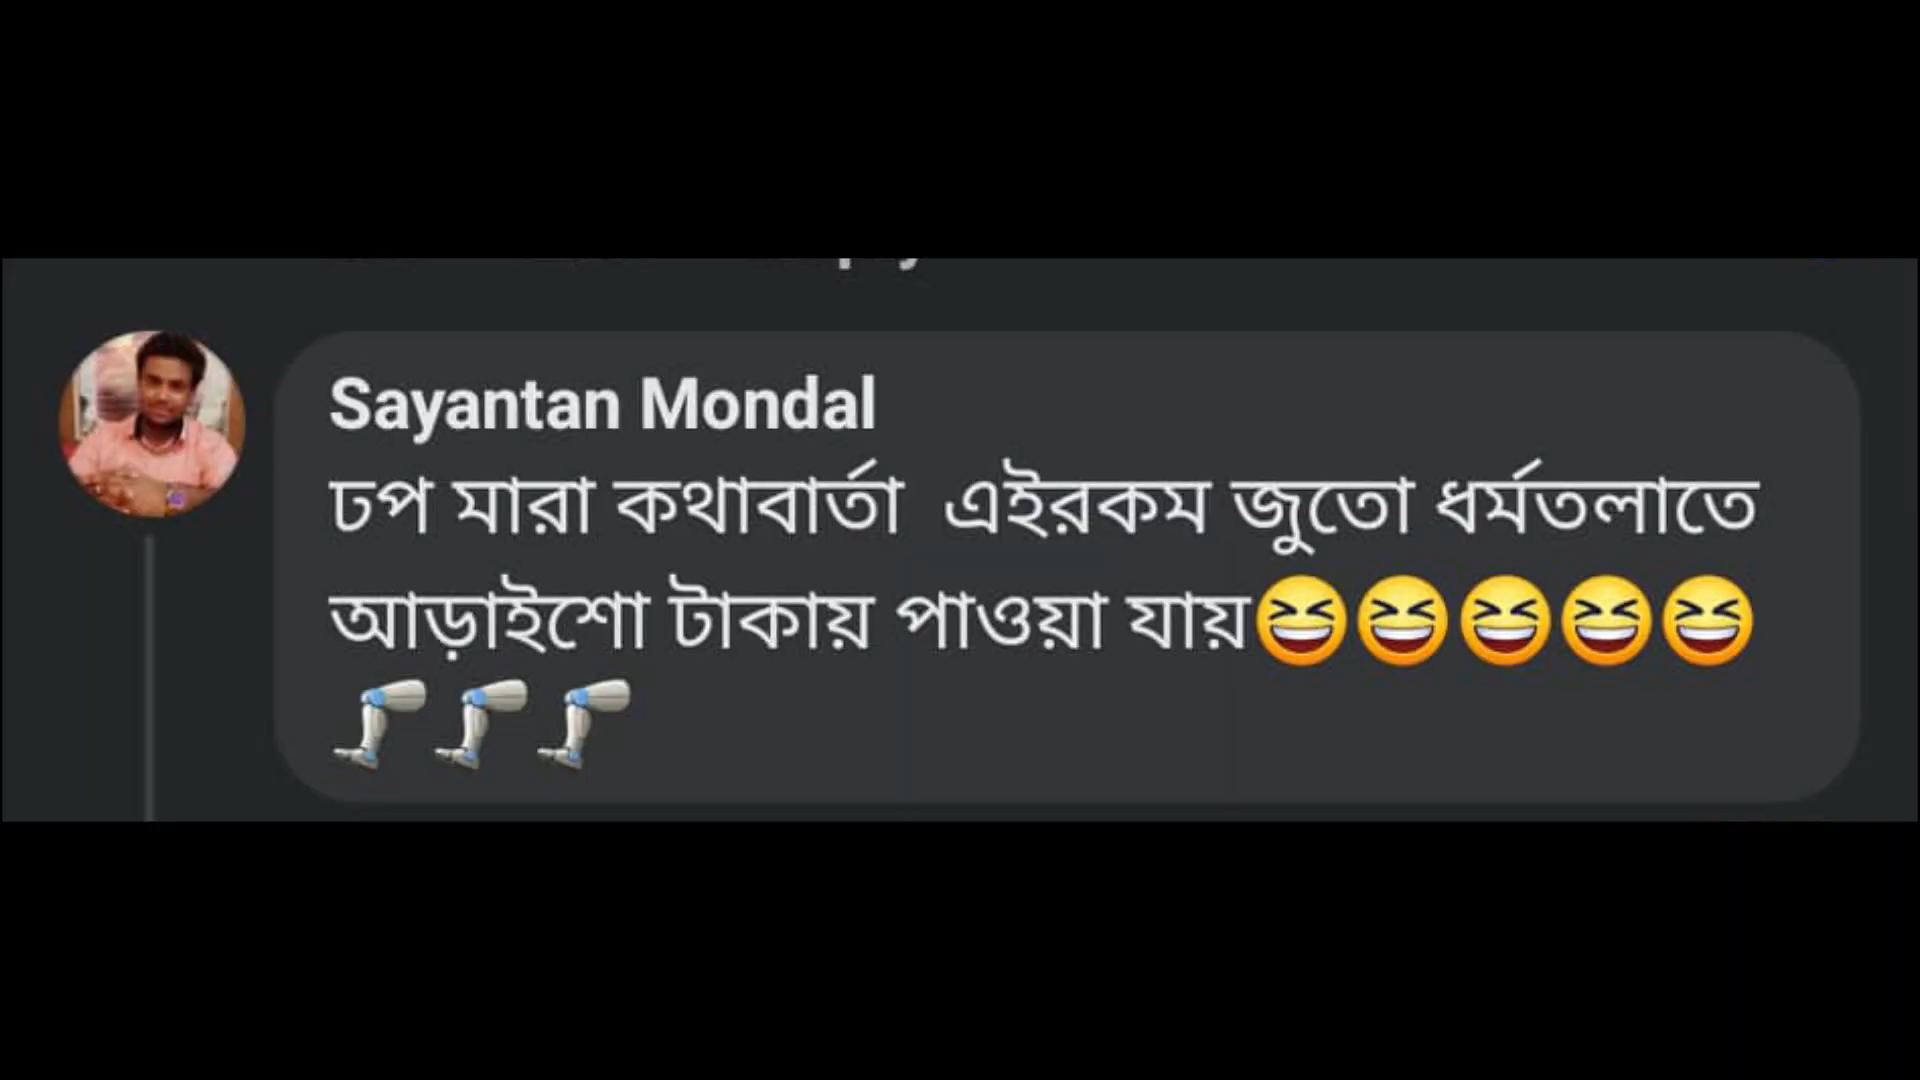 Sayantan Mondal
ঢপ মারা কথাবার্তা এইরকম জুতো ধর্মতলাতে
আড়াইশো টাকায় পাওয়া যায়😆😆😆😆😆
🦿🦿🦿